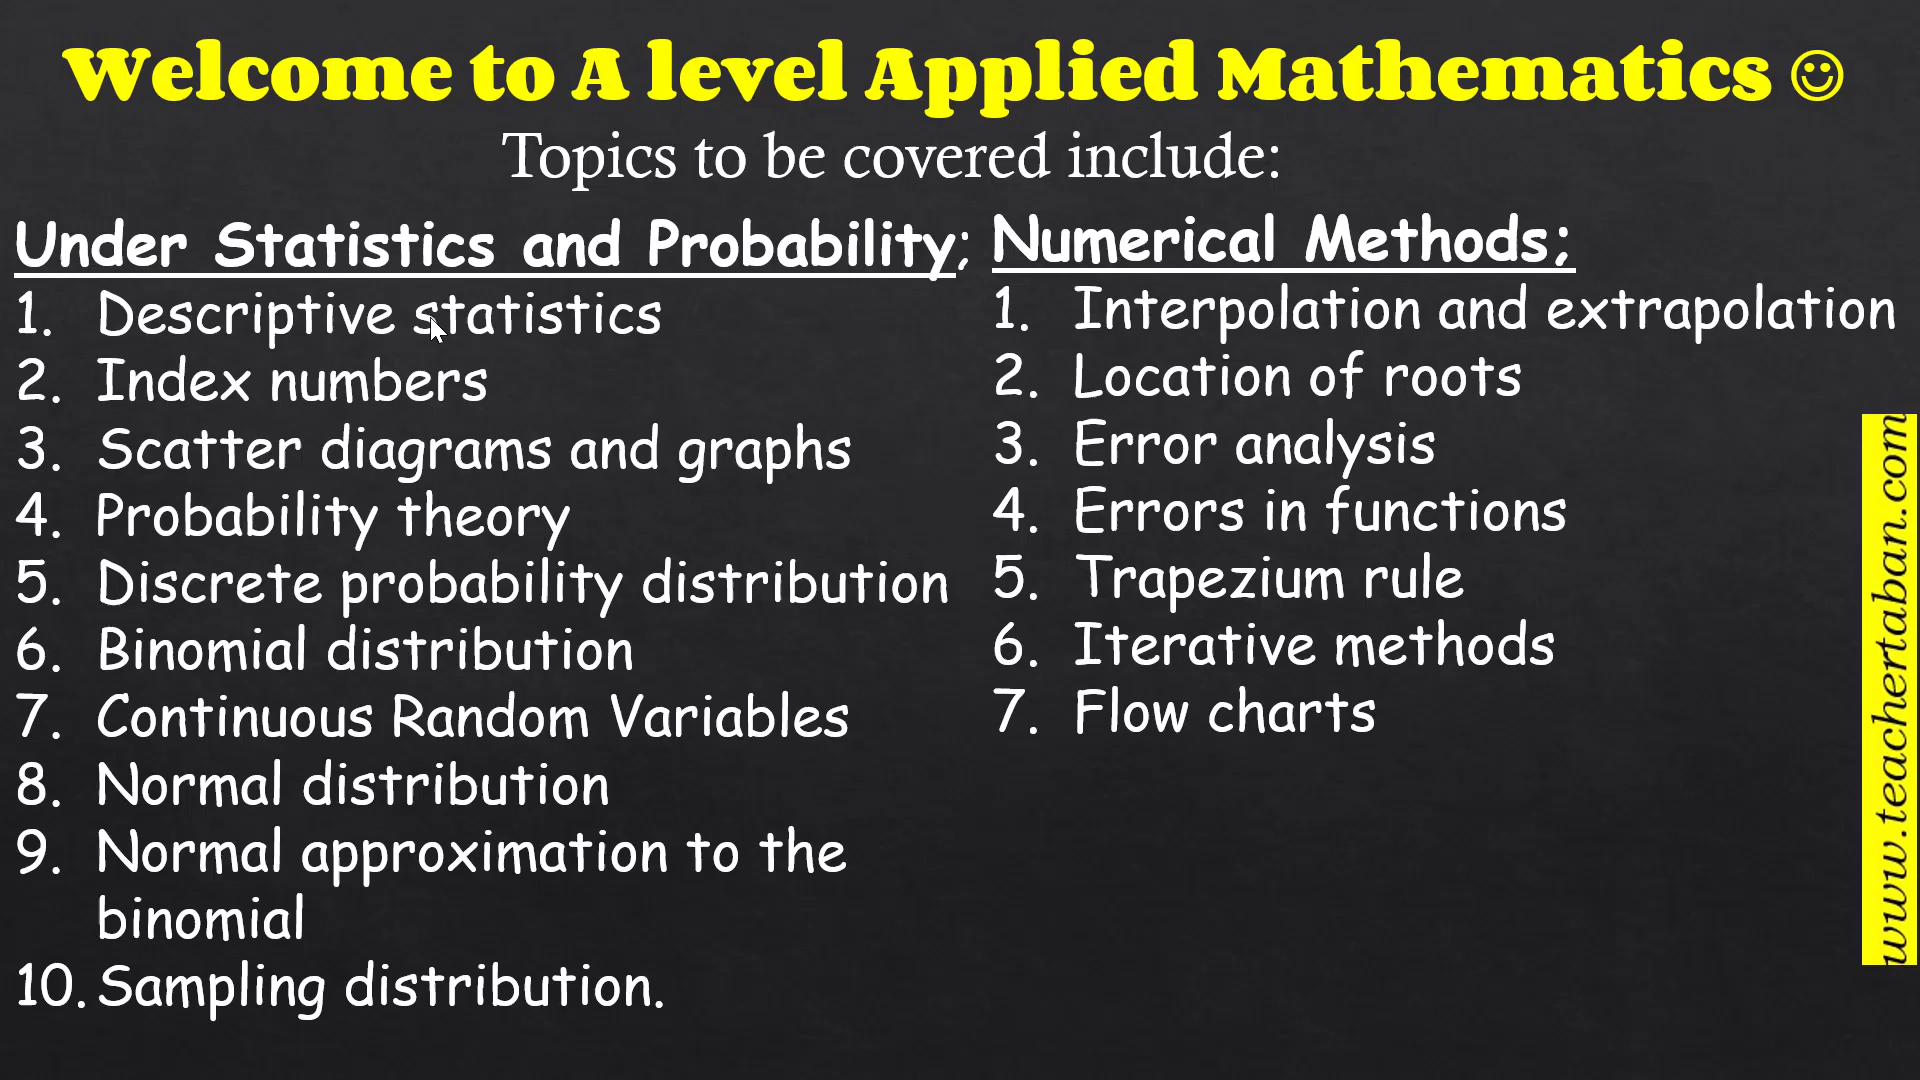 Welcome to A level Applied Mathematics ☺
Topics to be covered include:
Under Statistics and Probability;
1. Descriptive statistics
2. Index numbers
3. Scatter diagrams and graphs
4. Probability theory
5. Discrete probability distribution
6. Binomial distribution
7. Continuous Random Variables
8. Normal distribution
9. Normal approximation to the
binomial
10. Sampling distribution.
Numerical Methods;
1. Interpolation and extrapolation
2. Location of roots
3. Error analysis
4. Errors in functions
5. Trapezium rule
6. Iterative methods
7. Flow charts
www.teachertaban.com